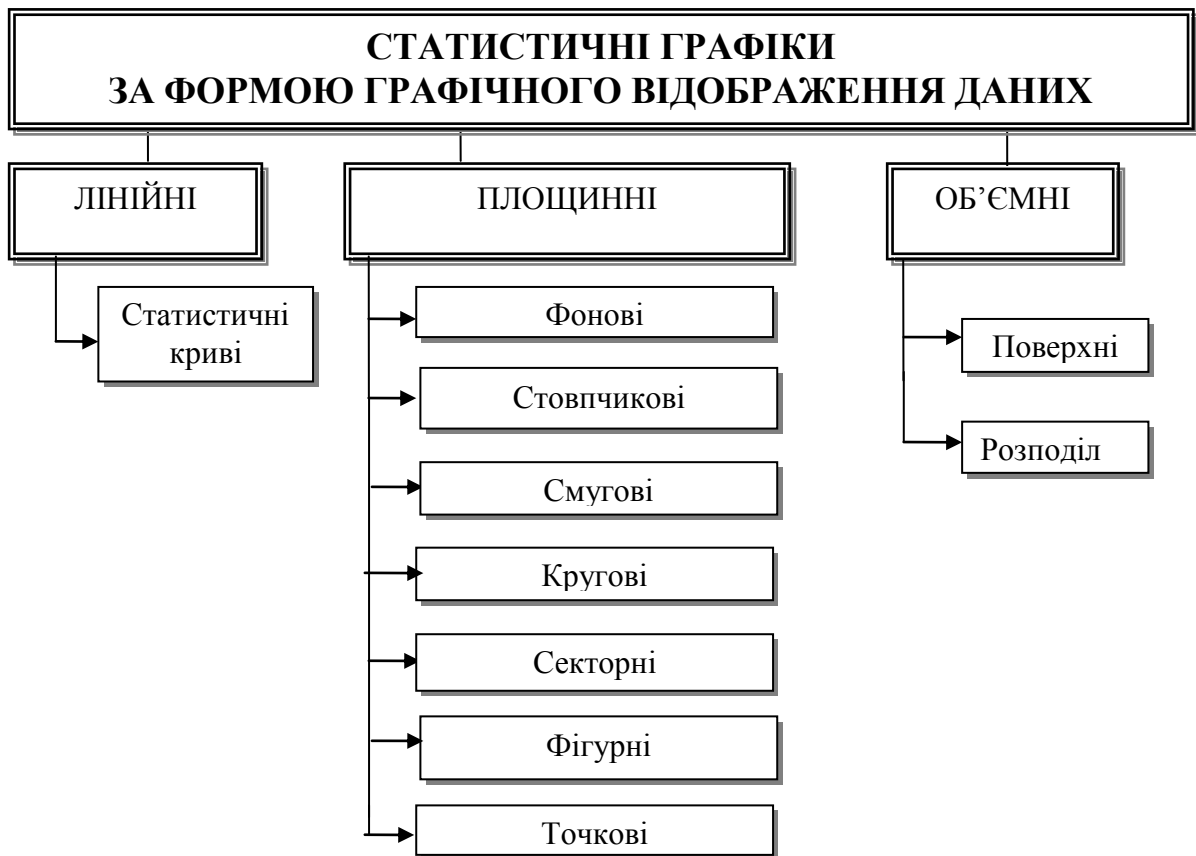 СТАТИСТИЧНІ ГРАФІКИ
ЗА ФОРМОЮ ГРАФІЧНОГО ВІДОБРАЖЕННЯ ДАНИХ
ЛІНІЙНІ
Статистичні
криві
ПЛОЩИННІ
Фонові
Стовпчикові
Смугові
Кругові
Секторні
Фігурні
Точкові
ОБ’ЄМНІ
Поверхні
Розподіл